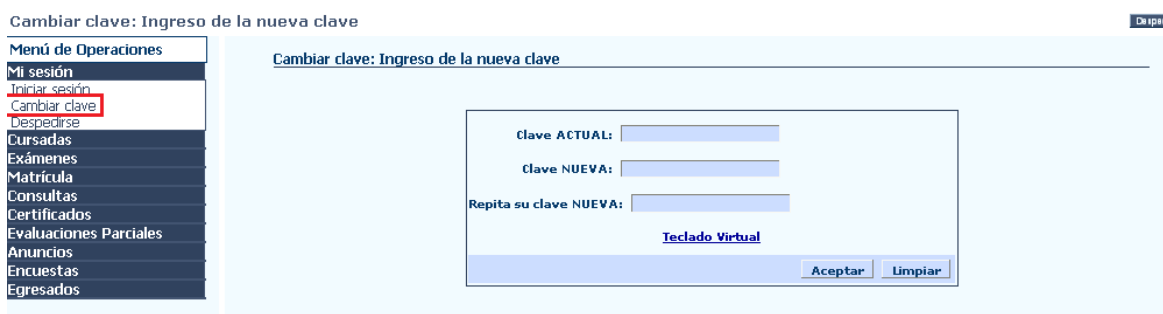 Cambiar clave: Ingreso de la nueva clave
Menú de Operaciones
Mi sesión
Iniciar sesión
Cambiar clave
Despedirse
Cursadas
Exámenes
Matrícula
Consultas
Certificados
Evaluaciones Parciales
Anuncios
Encuestas
Egresados
Cambiar clave: Ingreso de la nueva clave
Clave ACTUAL:
Clave NUEVA:
Repita su clave NUEVA:
Teclado Virtual
Aceptar Limpiar